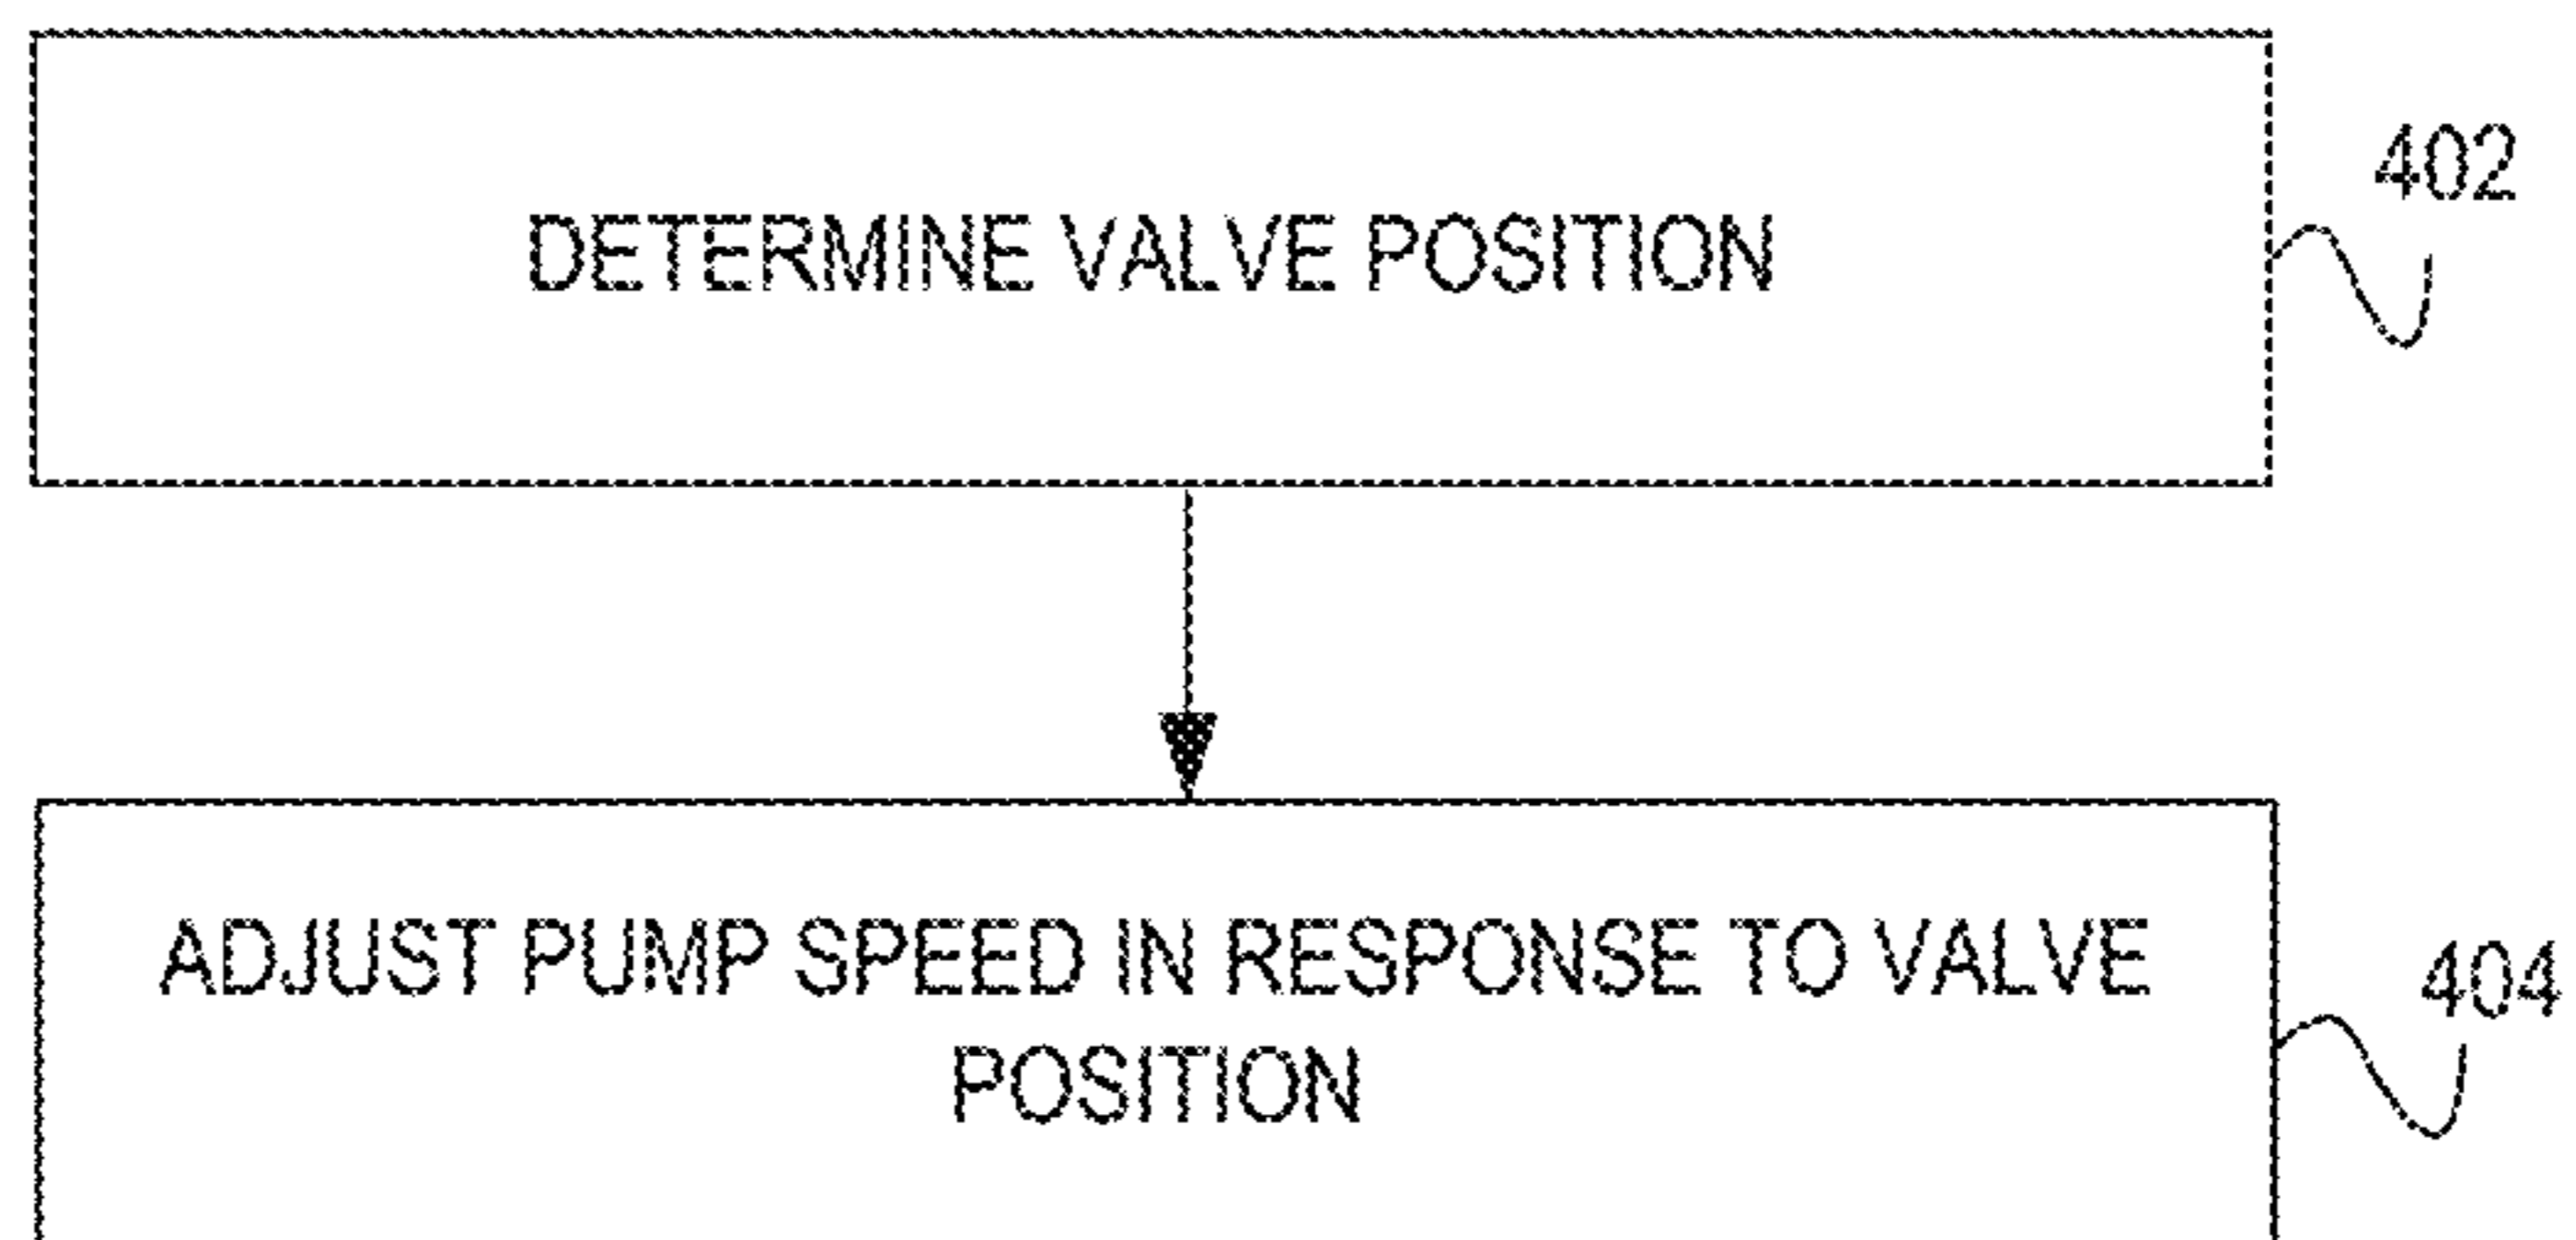 402
DETERMINE VALVE POSITION
ADJUST PUMP SPEED IN RESPONSE TO VALVE
404
POSITION